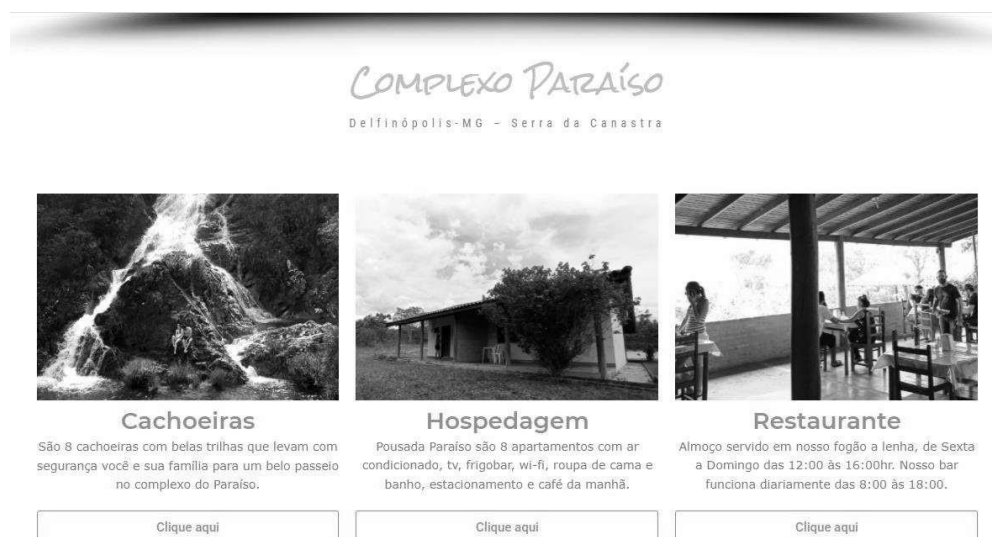 Complexo Paraíso
Delfinópolis-MG – Serra da Canastra
Cachoeiras
São 8 cachoeiras com belas trilhas que levam com
segurança você e sua família para um belo passeio
no complexo do Paraíso.
Clique aqui
Hospedagem
Pousada Paraíso são 8 apartamentos com ar
condicionado, tv, frigobar, wi-fi, roupa de cama e
banho, estacionamento e café da manhã.
Clique aqui
Restaurante
Almoço servido em nosso fogão a lenha, de Sexta
a Domingo das 12:00 às 16:00hr. Nosso bar
funciona diariamente das 8:00 às 18:00.
Clique aqui